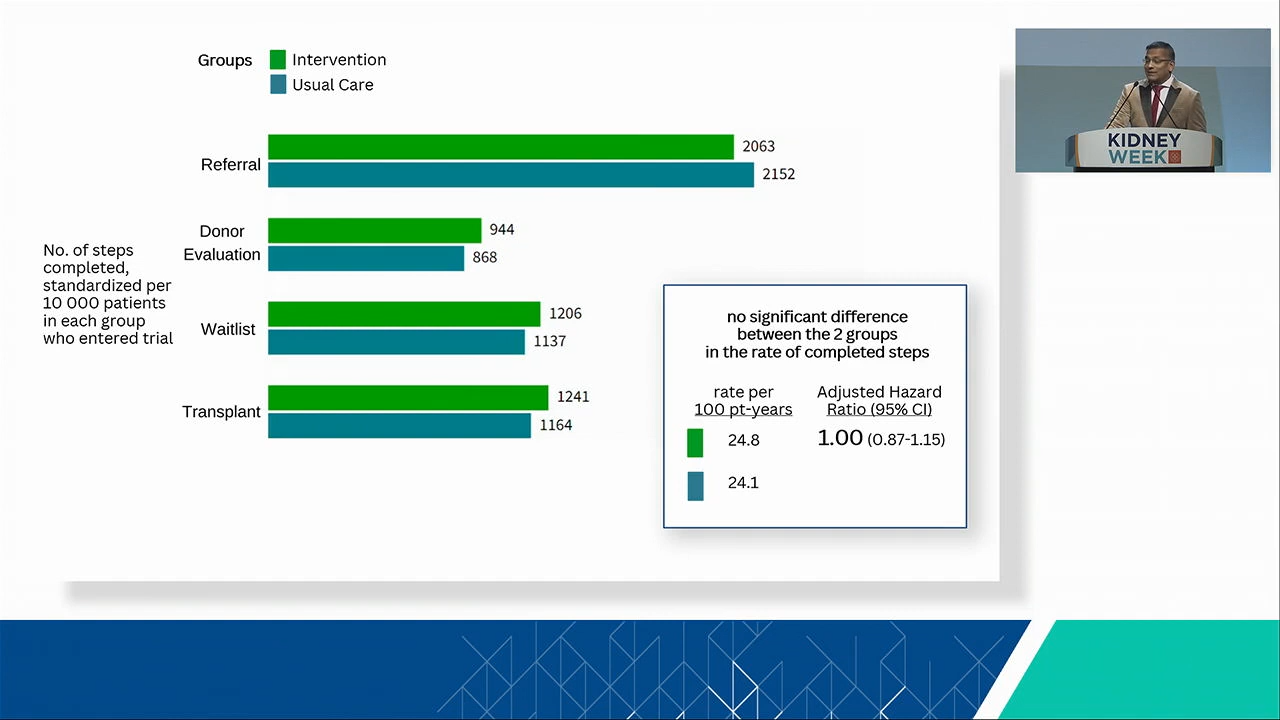 Groups
Intervention
Usual Care
Referral
2063
2152
Donor
Evaluation
944
868
No. of steps
completed,
standardized per
10 000 patients
in each group
who entered trial
Waitlist
1206
1137
Transplant
1241
1164
no significant difference
between the 2 groups
in the rate of completed steps
rate per
100 pt-years
Adjusted Hazard
Ratio (95% CI)
24.8
1.00 (0.87-1.15)
24.1
KIDNEY
WEEK